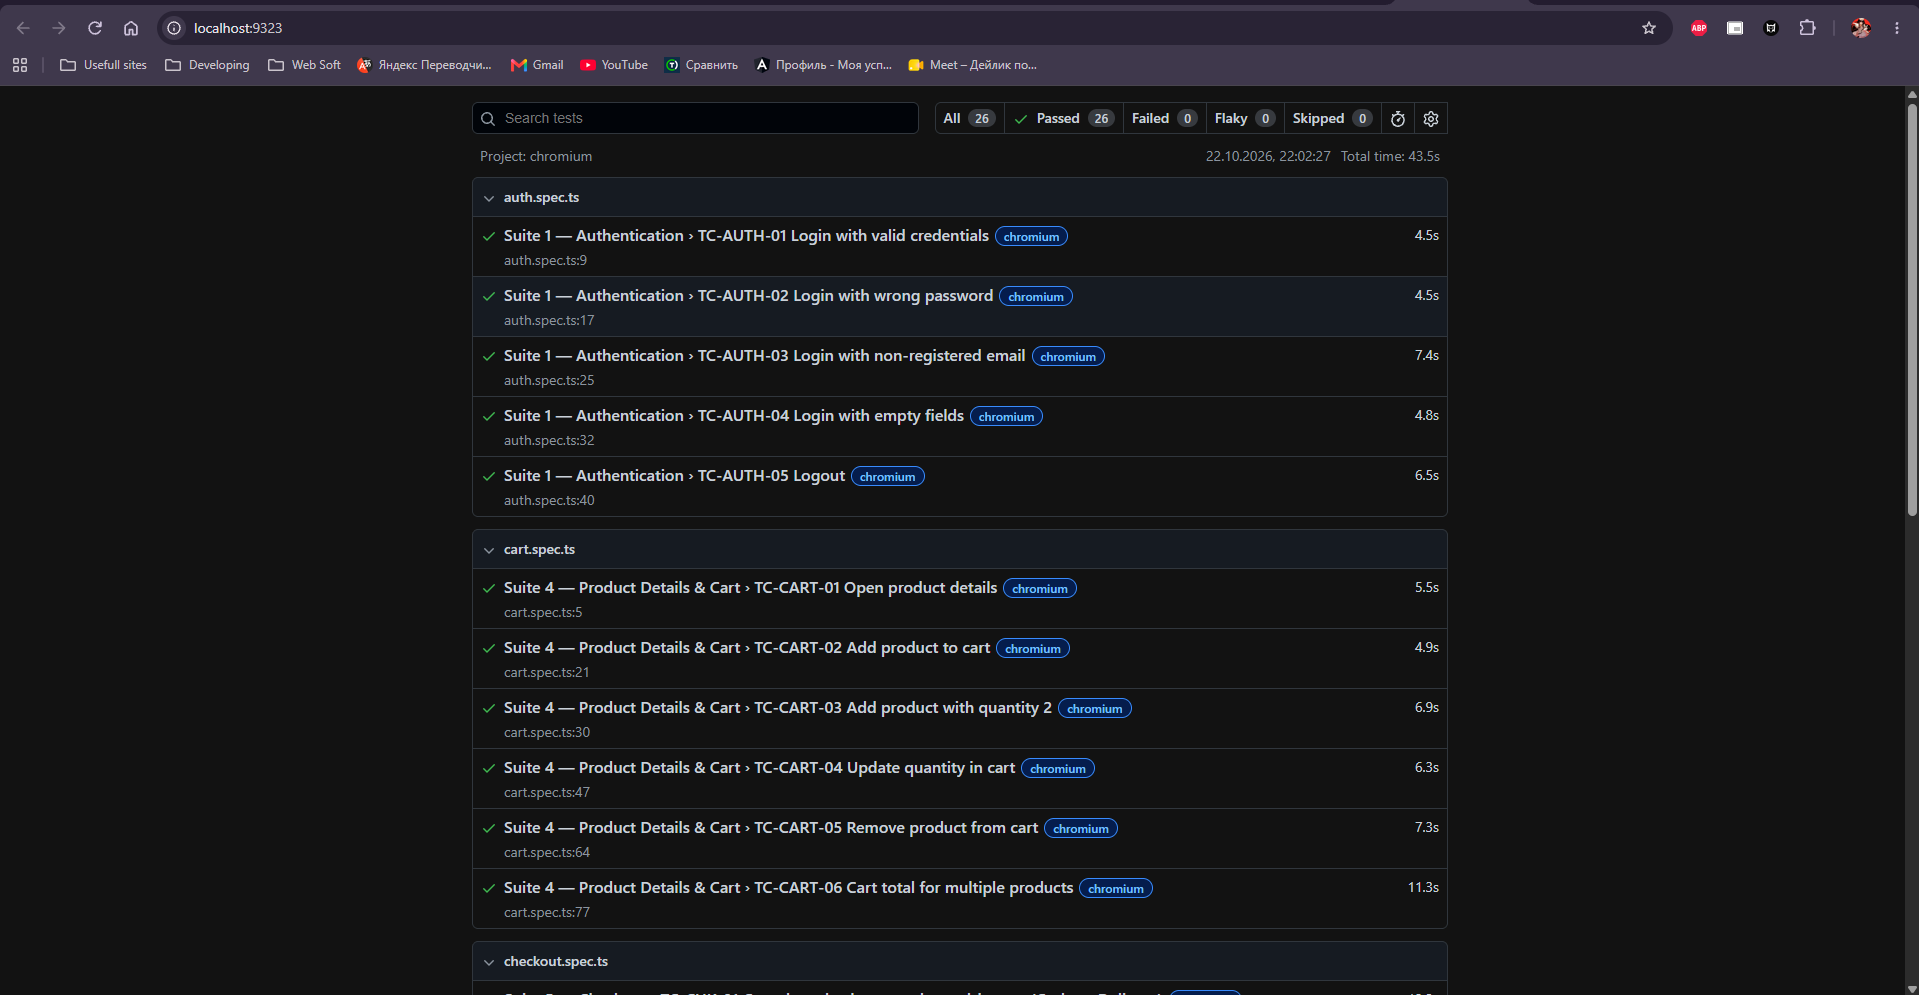 localhost:9323
Usefull sites Developing Web Soft Яндекс Переводчи... Gmail YouTube Сравнить Профиль - Моя усп... Meet – Дейлик по...
Search tests All 26 Passed 26 Failed 0 Flaky 0 Skipped 0
Project: chromium 22.10.2026, 22:02:27 Total time: 43.5s
auth.spec.ts
Suite 1 — Authentication › TC-AUTH-01 Login with valid credentials chromium 4.5s
auth.spec.ts:9
Suite 1 — Authentication › TC-AUTH-02 Login with wrong password chromium 4.5s
auth.spec.ts:17
Suite 1 — Authentication › TC-AUTH-03 Login with non-registered email chromium 7.4s
auth.spec.ts:25
Suite 1 — Authentication › TC-AUTH-04 Login with empty fields chromium 4.8s
auth.spec.ts:32
Suite 1 — Authentication › TC-AUTH-05 Logout chromium 6.5s
auth.spec.ts:40
cart.spec.ts
Suite 4 — Product Details & Cart › TC-CART-01 Open product details chromium 5.5s
cart.spec.ts:5
Suite 4 — Product Details & Cart › TC-CART-02 Add product to cart chromium 4.9s
cart.spec.ts:21
Suite 4 — Product Details & Cart › TC-CART-03 Add product with quantity 2 chromium 6.9s
cart.spec.ts:30
Suite 4 — Product Details & Cart › TC-CART-04 Update quantity in cart chromium 6.3s
cart.spec.ts:47
Suite 4 — Product Details & Cart › TC-CART-05 Remove product from cart chromium 7.3s
cart.spec.ts:64
Suite 4 — Product Details & Cart › TC-CART-06 Cart total for multiple products chromium 11.3s
cart.spec.ts:77
checkout.spec.ts